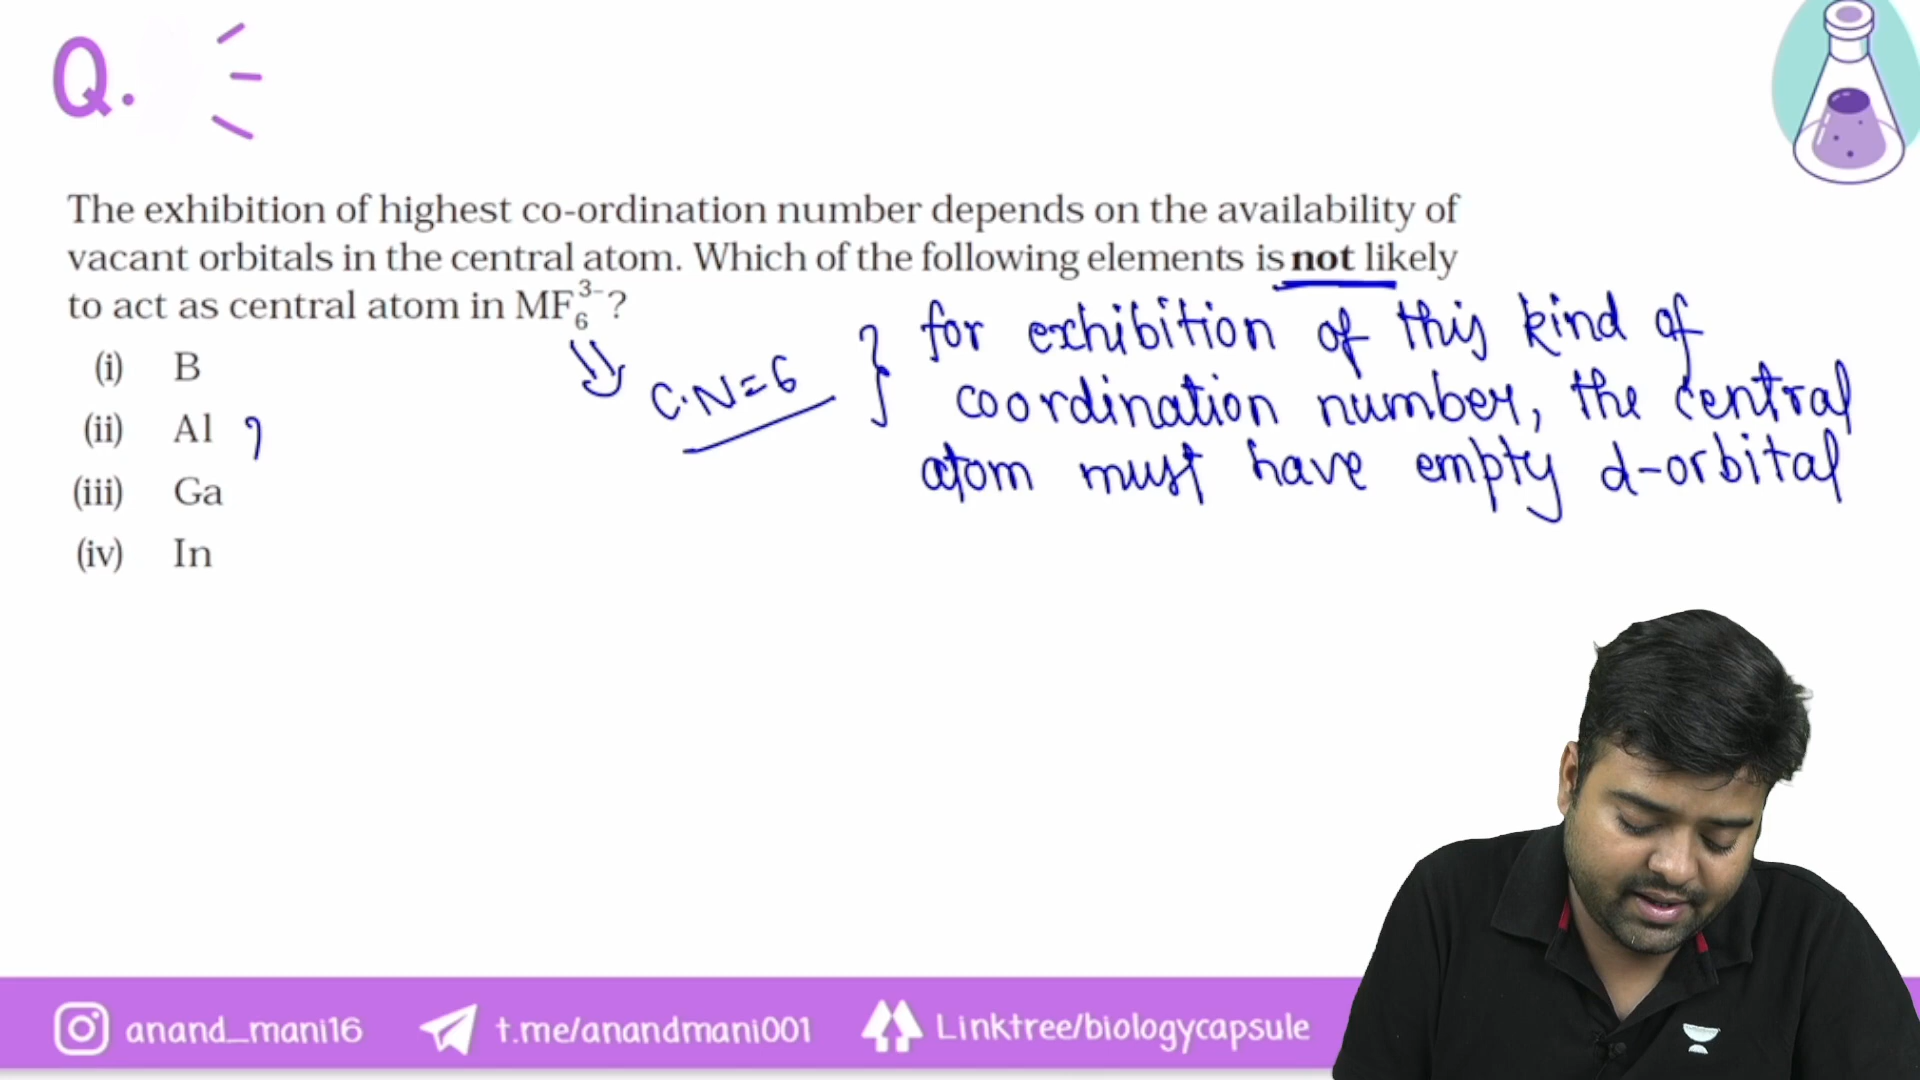 Q.
The exhibition of highest co-ordination number depends on the availability of
vacant orbitals in the central atom. Which of the following elements is not likely
to act as central atom in MF₆³⁻?
(i) B
(ii) Al
(iii) Ga
(iv) In
C.N=6
for exhibition of this kind of
coordination number, the central
atom must have empty d-orbital
anand_mani16
t.me/anandmani001
Linktree/biologycapsule